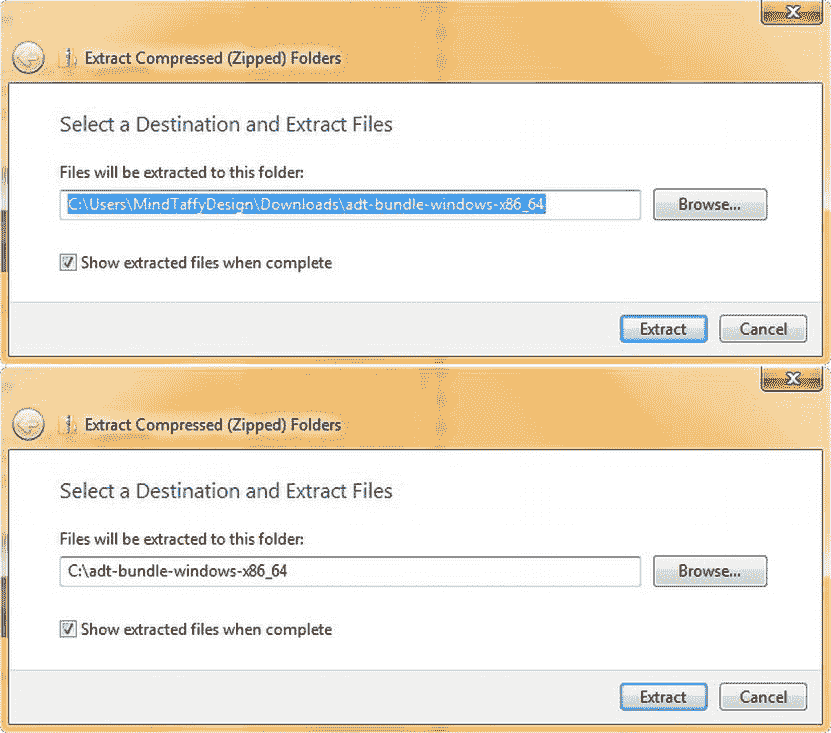 Extract Compressed (Zipped) Folders
Select a Destination and Extract Files
Files will be extracted to this folder:
C:\Users\MindTaffyDesign\Downloads\adt-bundle-windows-x86_64
Browse...
Show extracted files when complete
Extract
Cancel
Extract Compressed (Zipped) Folders
Select a Destination and Extract Files
Files will be extracted to this folder:
C:\adt-bundle-windows-x86_64
Browse...
Show extracted files when complete
Extract
Cancel